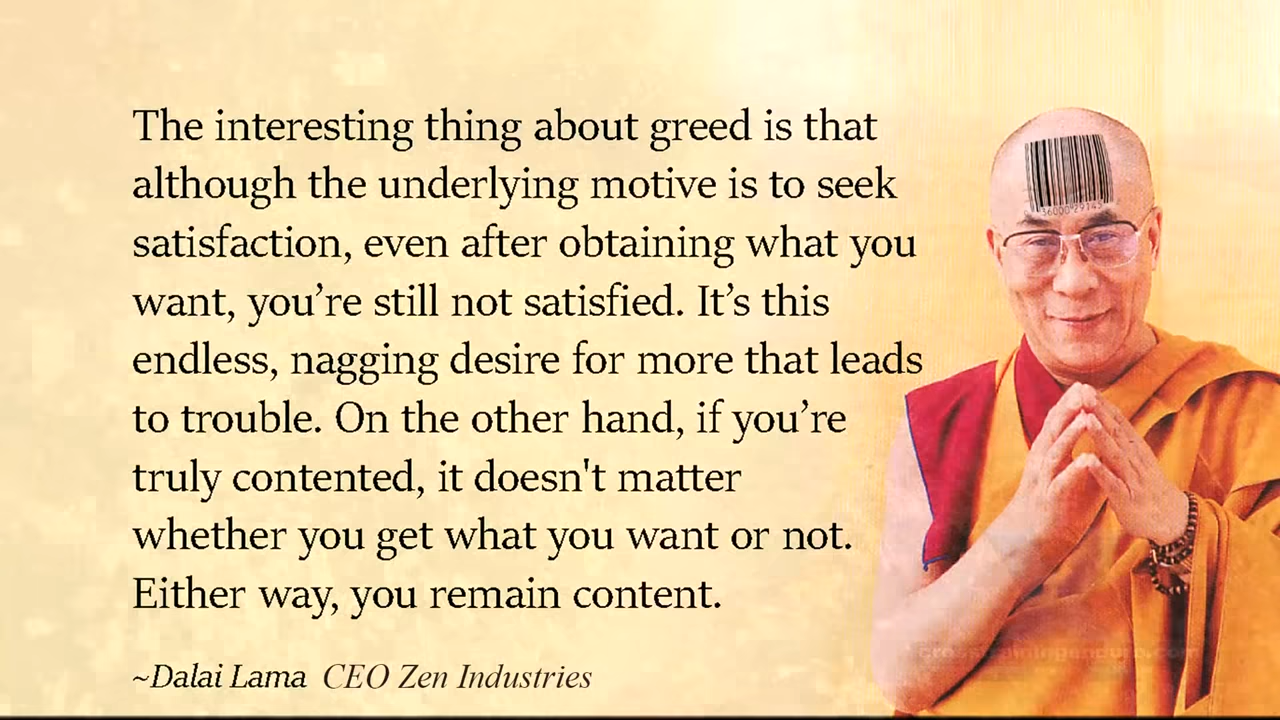 The interesting thing about greed is that
although the underlying motive is to seek
satisfaction, even after obtaining what you
want, you’re still not satisfied. It’s this
endless, nagging desire for more that leads
to trouble. On the other hand, if you’re
truly contented, it doesn't matter
whether you get what you want or not.
Either way, you remain content.
~Dalai Lama CEO Zen Industries